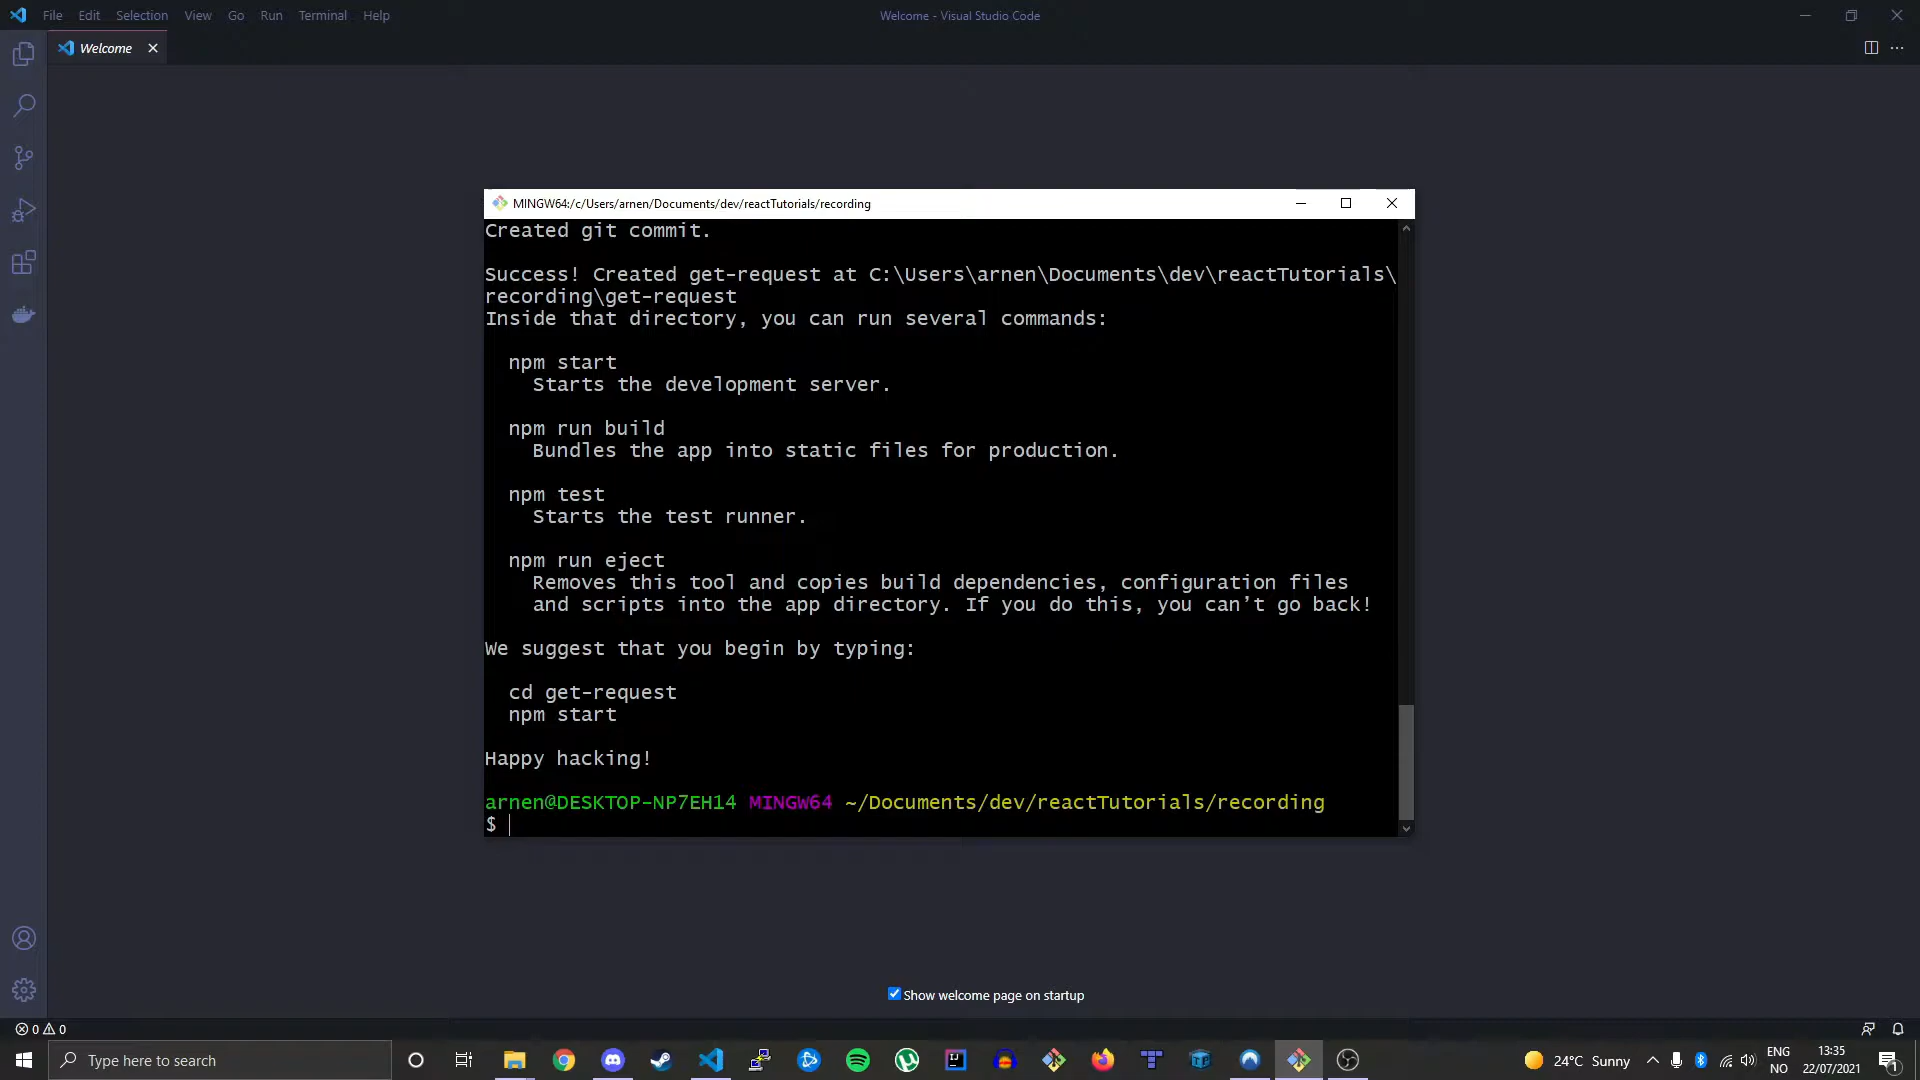 File Edit Selection View Go Run Terminal Help
Welcome - Visual Studio Code
Welcome
MINGW64:/c/Users/arnen/Documents/dev/reactTutorials/recording
Created git commit.
Success! Created get-request at C:\Users\arnen\Documents\dev\reactTutorials\
recording\get-request
Inside that directory, you can run several commands:
npm start
Starts the development server.
npm run build
Bundles the app into static files for production.
npm test
Starts the test runner.
npm run eject
Removes this tool and copies build dependencies, configuration files
and scripts into the app directory. If you do this, you can’t go back!
We suggest that you begin by typing:
cd get-request
npm start
Happy hacking!
arnen@DESKTOP-NP7EH14 MINGW64 ~/Documents/dev/reactTutorials/recording
$
Show welcome page on startup
0 0
Type here to search
24°C Sunny
ENG
NO
13:35
22/07/2021
1